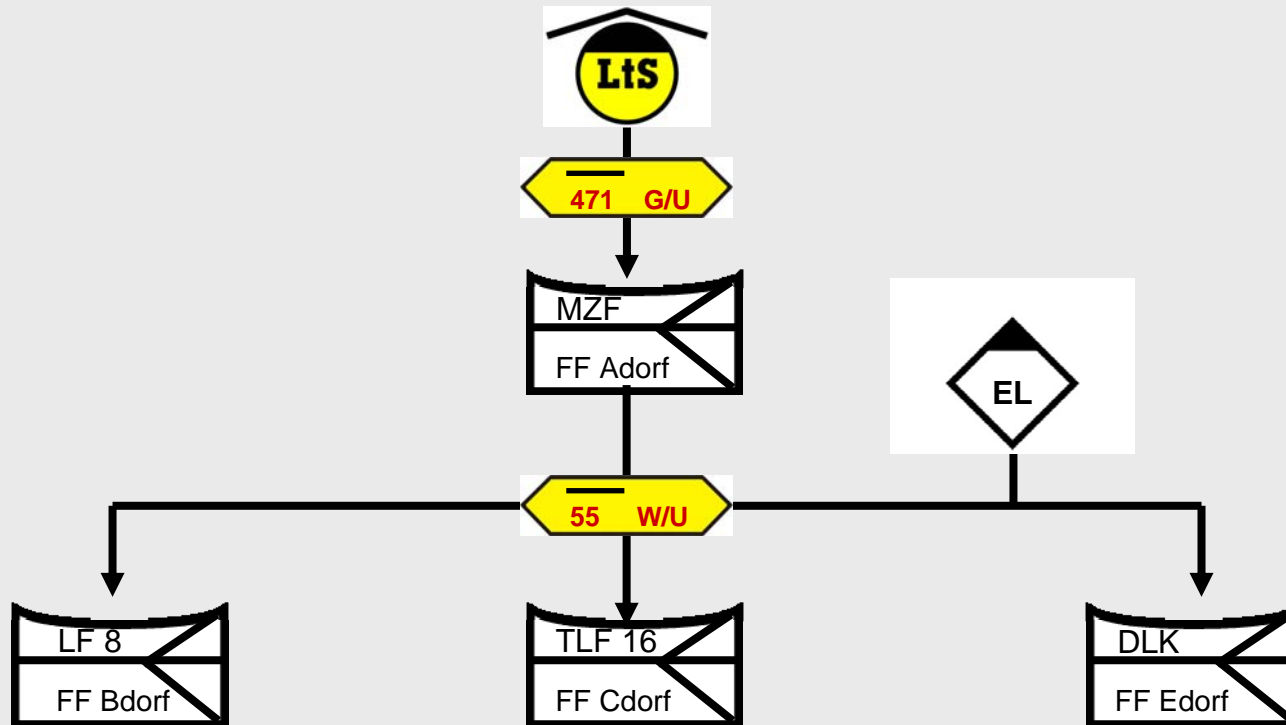 LtS
471 G/U
MZF
FF Adorf
EL
55 W/U
LF 8
FF Bdorf
TLF 16
FF Cdorf
DLK
FF Edorf